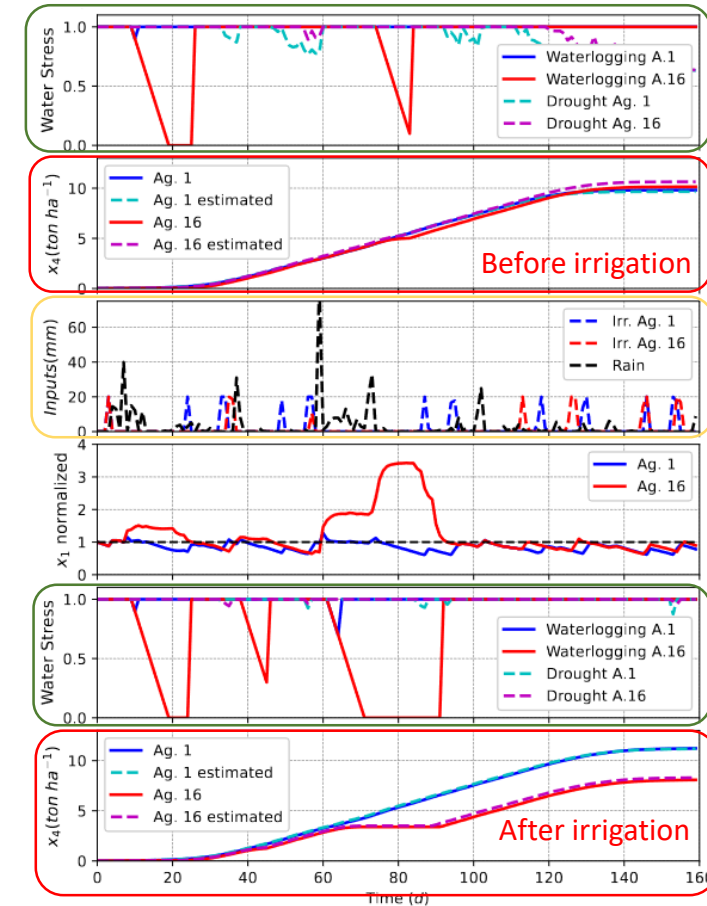 Water Stress
1.0
0.5
0.0
Waterlogging A.1
Waterlogging A.16
Drought Ag. 1
Drought Ag. 16
x₄(ton ha⁻¹)
10
5
0
Ag. 1
Ag. 1 estimated
Ag. 16
Ag. 16 estimated
Before irrigation
Inputs(mm)
60
40
20
0
Irr. Ag. 1
Irr. Ag. 16
Rain
x₁ normalized
4
3
2
1
0
Ag. 1
Ag. 16
Water Stress
1.0
0.5
0.0
Waterlogging A.1
Waterlogging A.16
Drought A.1
Drought A.16
x₄(ton ha⁻¹)
10
5
0
Ag. 1
Ag. 1 estimated
Ag. 16
Ag. 16 estimated
After irrigation
0 20 40 60 80 100 120 140 160
Time (d)